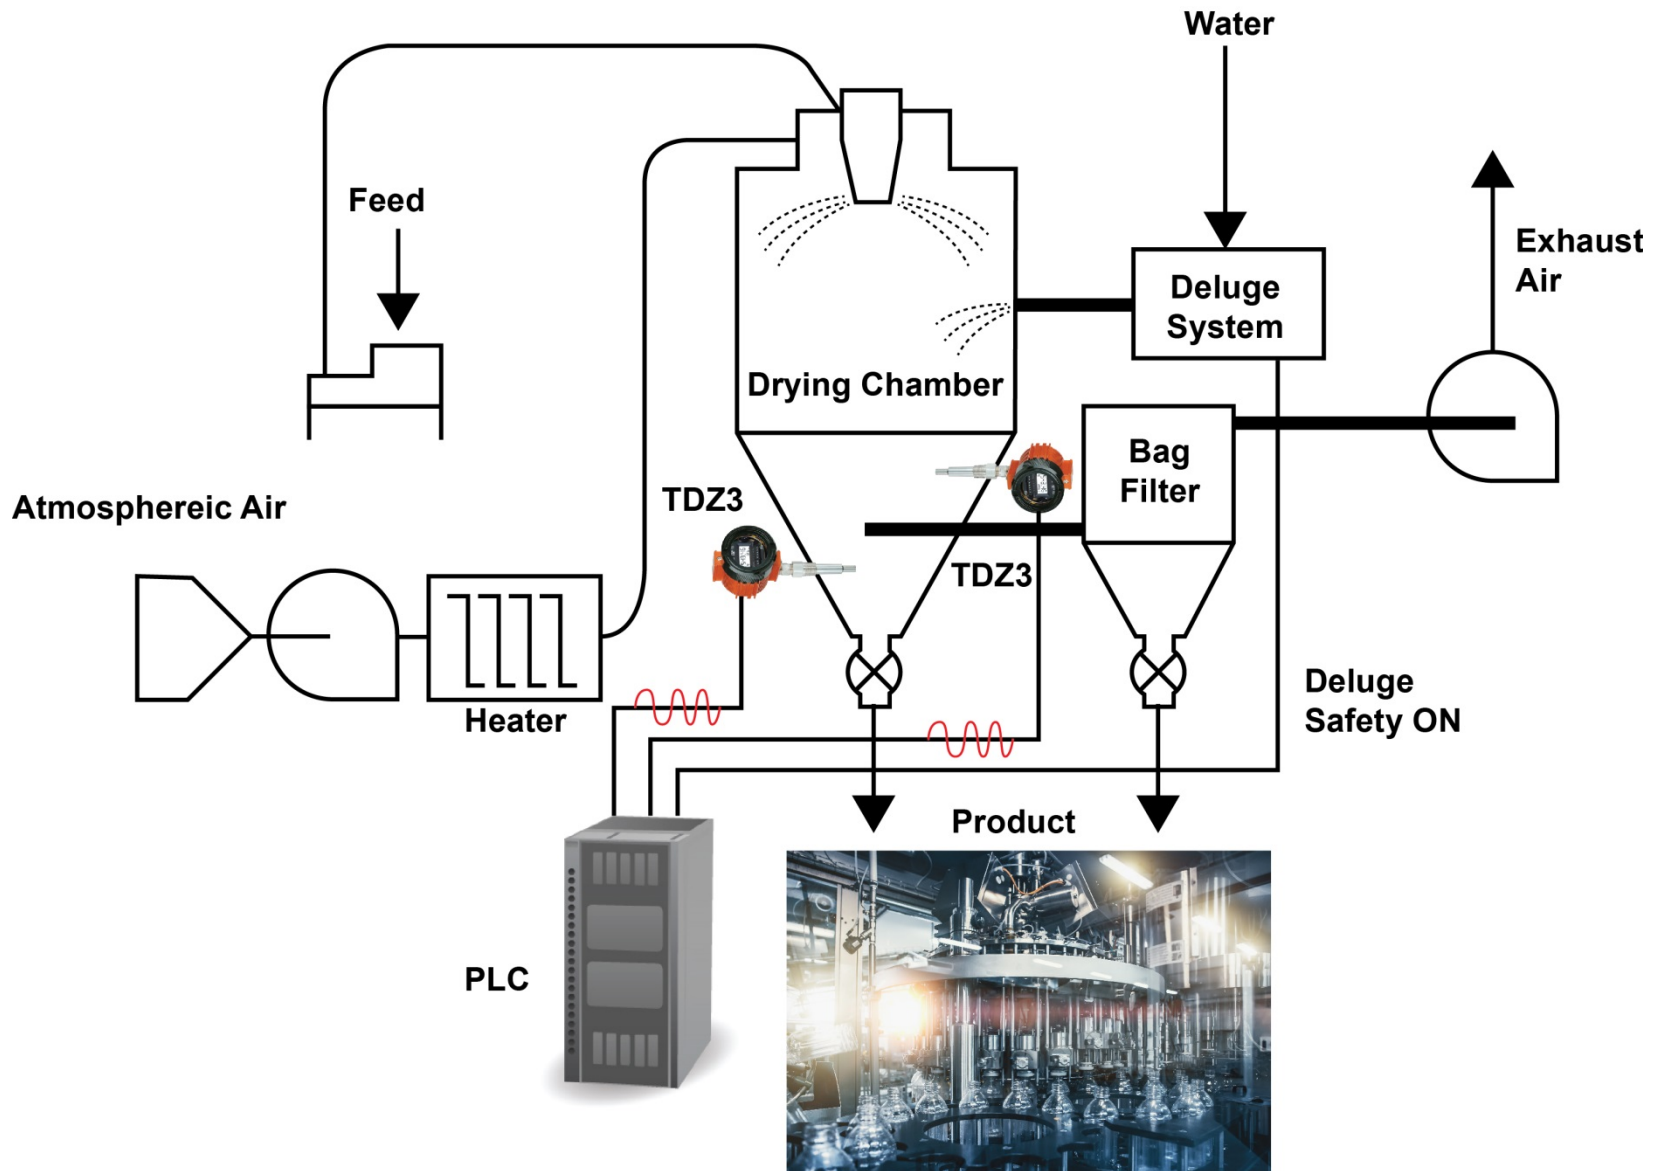 Water
Feed
Exhaust
Air
Deluge
System
Drying Chamber
Bag
Filter
TDZ3
Atmosphereic Air
TDZ3
Heater
Deluge
Safety ON
Product
PLC